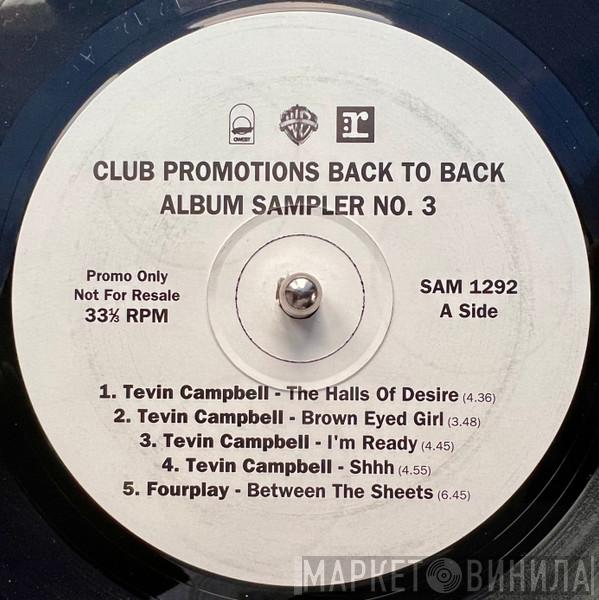 QWEST
CLUB PROMOTIONS BACK TO BACK
ALBUM SAMPLER NO. 3
Promo Only
Not For Resale
33⅓ RPM
SAM 1292
A Side
1. Tevin Campbell - The Halls Of Desire (4.36)
2. Tevin Campbell - Brown Eyed Girl (3.48)
3. Tevin Campbell - I'm Ready (4.45)
4. Tevin Campbell - Shhh (4.55)
5. Fourplay - Between The Sheets (6.45)
МАРКЕТ ВИНИЛА